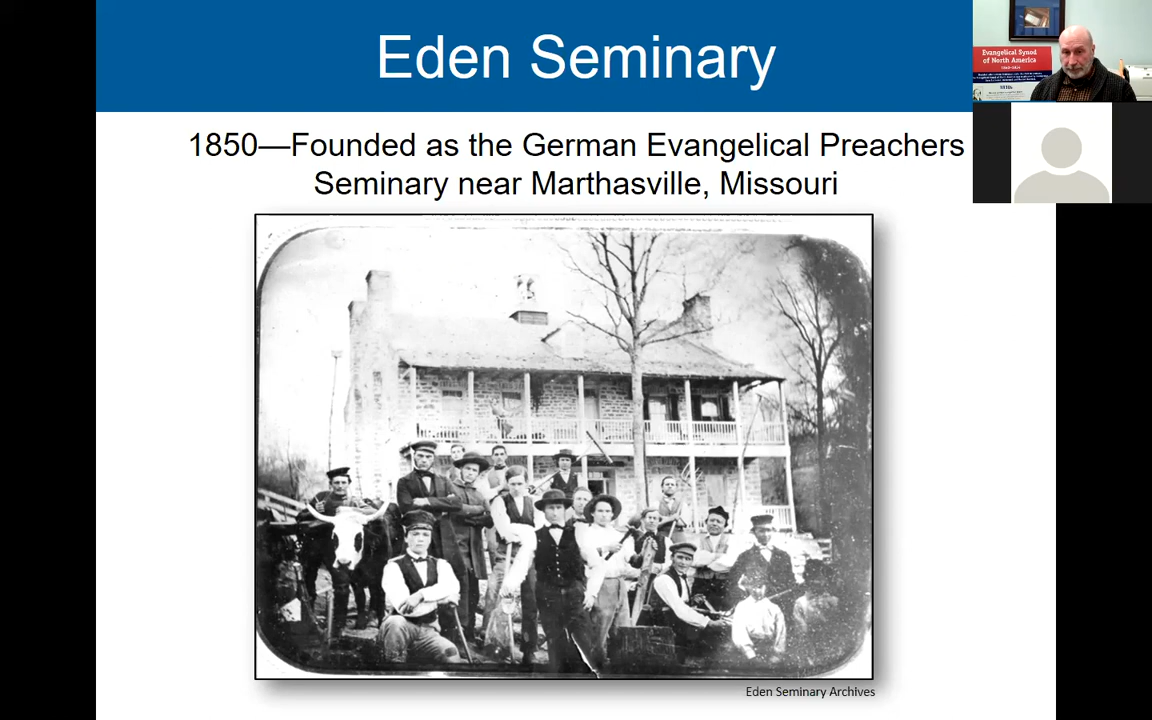 Eden Seminary
1850—Founded as the German Evangelical Preachers
Seminary near Marthasville, Missouri
Eden Seminary Archives
Evangelical Synod
of North America